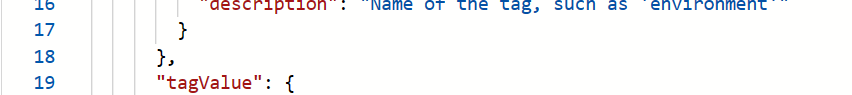 16 "description": "Name of the tag, such as 'environment'"
17 }
18 },
19 "tagValue": {